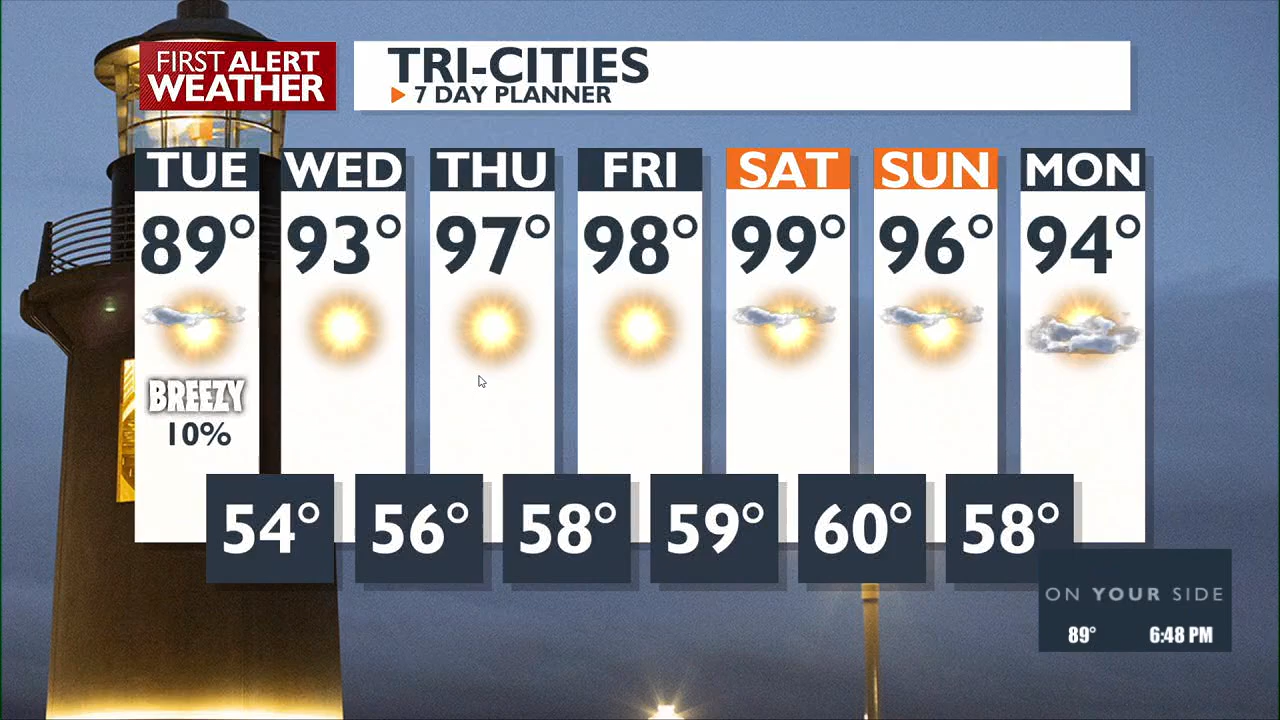 FIRST ALERT
WEATHER
TRI-CITIES
7 DAY PLANNER
TUE WED THU FRI SAT SUN MON
89° 93° 97° 98° 99° 96° 94°
BREEZY
10%
54° 56° 58° 59° 60° 58°
ON YOUR SIDE
89° 6:48 PM